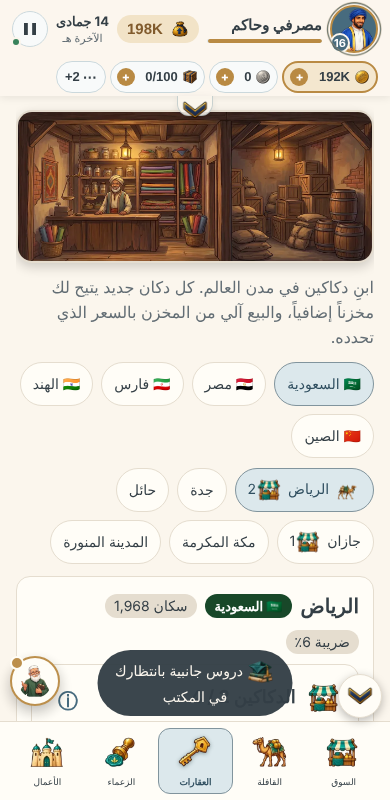 مصرفي وحاكم
16
198K
14 جمادى
الآخرة هـ
192K
0
0/100
+2 ⋯
ابنِ دكاكين في مدن العالم. كل دكان جديد يتيح لك
مخزناً إضافياً، والبيع آلي من المخزن بالسعر الذي
تحدده.
السعودية
مصر
فارس
الهند
الصين
الرياض 2
جدة
حائل
جازان 1
مكة المكرمة
المدينة المنورة
الرياض
السعودية
سكان 1,968
ضريبة 6٪
الدكاكين
دروس جانبية بانتظارك
في المكتب
السوق
القافلة
العقارات
الزعماء
الأعمال